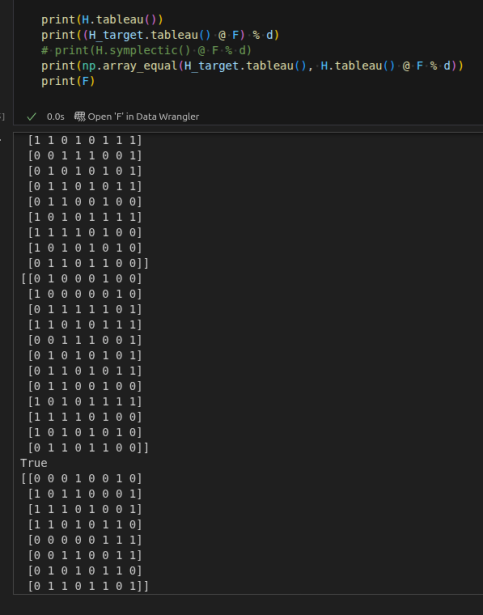 print(H.tableau())
print((H_target.tableau() @ F) % d)
# print(H.symplectic() @ F % d)
print(np.array_equal(H_target.tableau(), H.tableau() @ F % d))
print(F)
] ✓ 0.0s Open 'F' in Data Wrangler
[1 1 0 1 0 1 1 1]
[0 0 1 1 1 0 0 1]
[0 1 0 1 0 1 0 1]
[0 1 1 0 1 0 1 1]
[0 1 1 0 0 1 0 0]
[1 0 1 0 1 1 1 1]
[1 1 1 1 0 1 0 0]
[1 0 1 0 1 0 1 0]
[0 1 1 0 1 1 0 0]]
[[0 1 0 0 0 1 0 0]
[1 0 0 0 0 0 1 0]
[0 1 1 1 1 1 0 1]
[1 1 0 1 0 1 1 1]
[0 0 1 1 1 0 0 1]
[0 1 0 1 0 1 0 1]
[0 1 1 0 1 0 1 1]
[0 1 1 0 0 1 0 0]
[1 0 1 0 1 1 1 1]
[1 1 1 1 0 1 0 0]
[1 0 1 0 1 0 1 0]
[0 1 1 0 1 1 0 0]]
True
[[0 0 0 1 0 0 1 0]
[1 0 1 1 0 0 0 1]
[1 1 1 0 1 0 0 1]
[1 1 0 1 0 1 1 0]
[0 0 0 0 0 1 1 1]
[0 0 1 1 0 0 1 1]
[0 1 0 1 0 1 1 0]
[0 1 1 0 1 1 0 1]]